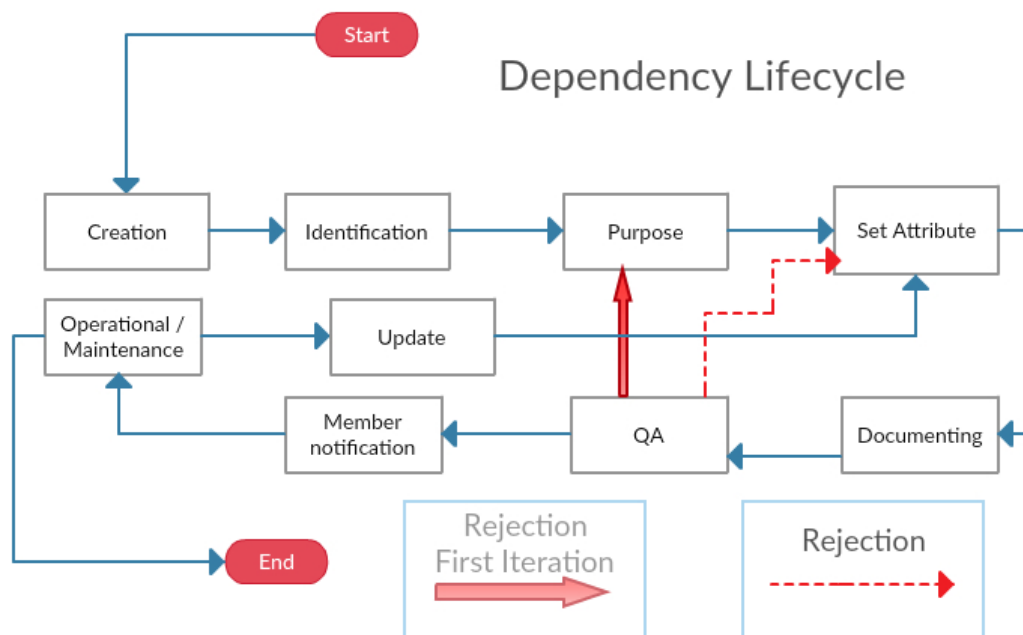 Start
Dependency Lifecycle
Creation
Identification
Purpose
Set Attribute
Operational /
Maintenance
Update
Member
notification
QA
Documenting
Rejection
First Iteration
Rejection
End